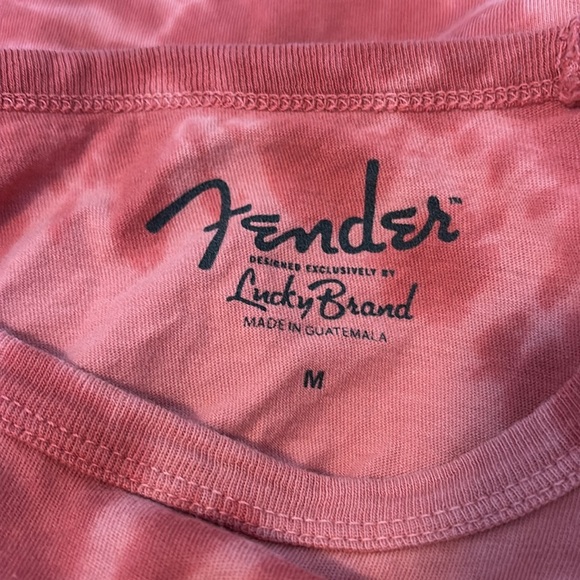 Fender™
DESIGNED EXCLUSIVELY BY
Lucky Brand
MADE IN GUATEMALA
M